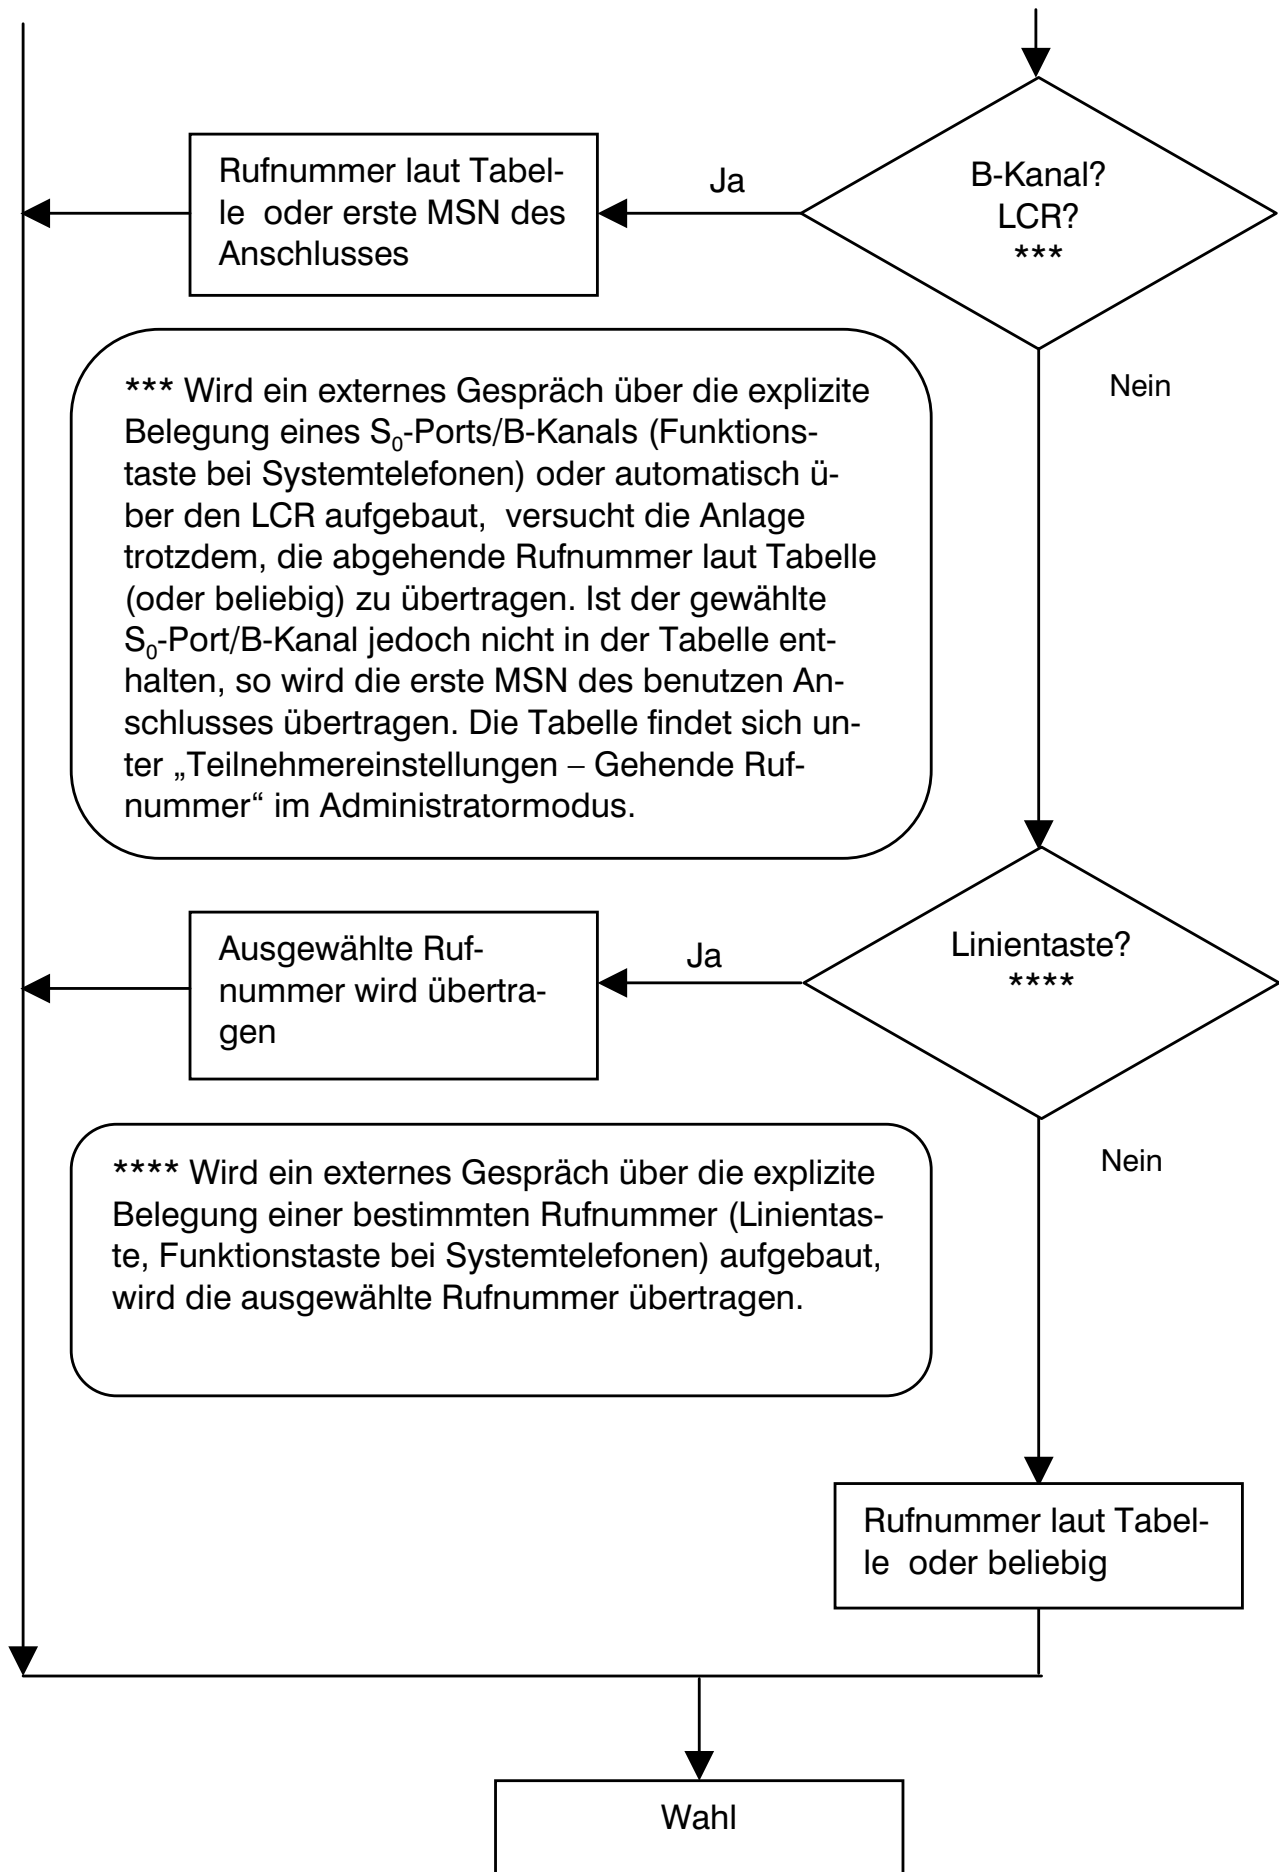 B-Kanal?
LCR?
***
Ja
Rufnummer laut Tabel-
le oder erste MSN des
Anschlusses
Nein
*** Wird ein externes Gespräch über die explizite
Belegung eines S₀-Ports/B-Kanals (Funktions-
taste bei Systemtelefonen) oder automatisch ü-
ber den LCR aufgebaut, versucht die Anlage
trotzdem, die abgehende Rufnummer laut Tabelle
(oder beliebig) zu übertragen. Ist der gewählte
S₀-Port/B-Kanal jedoch nicht in der Tabelle ent-
halten, so wird die erste MSN des benutzen An-
schlusses übertragen. Die Tabelle findet sich un-
ter „Teilnehmereinstellungen – Gehende Ruf-
nummer“ im Administratormodus.
Linientaste?
****
Ja
Ausgewählte Ruf-
nummer wird übertra-
gen
Nein
**** Wird ein externes Gespräch über die explizite
Belegung einer bestimmten Rufnummer (Linientas-
te, Funktionstaste bei Systemtelefonen) aufgebaut,
wird die ausgewählte Rufnummer übertragen.
Rufnummer laut Tabel-
le oder beliebig
Wahl